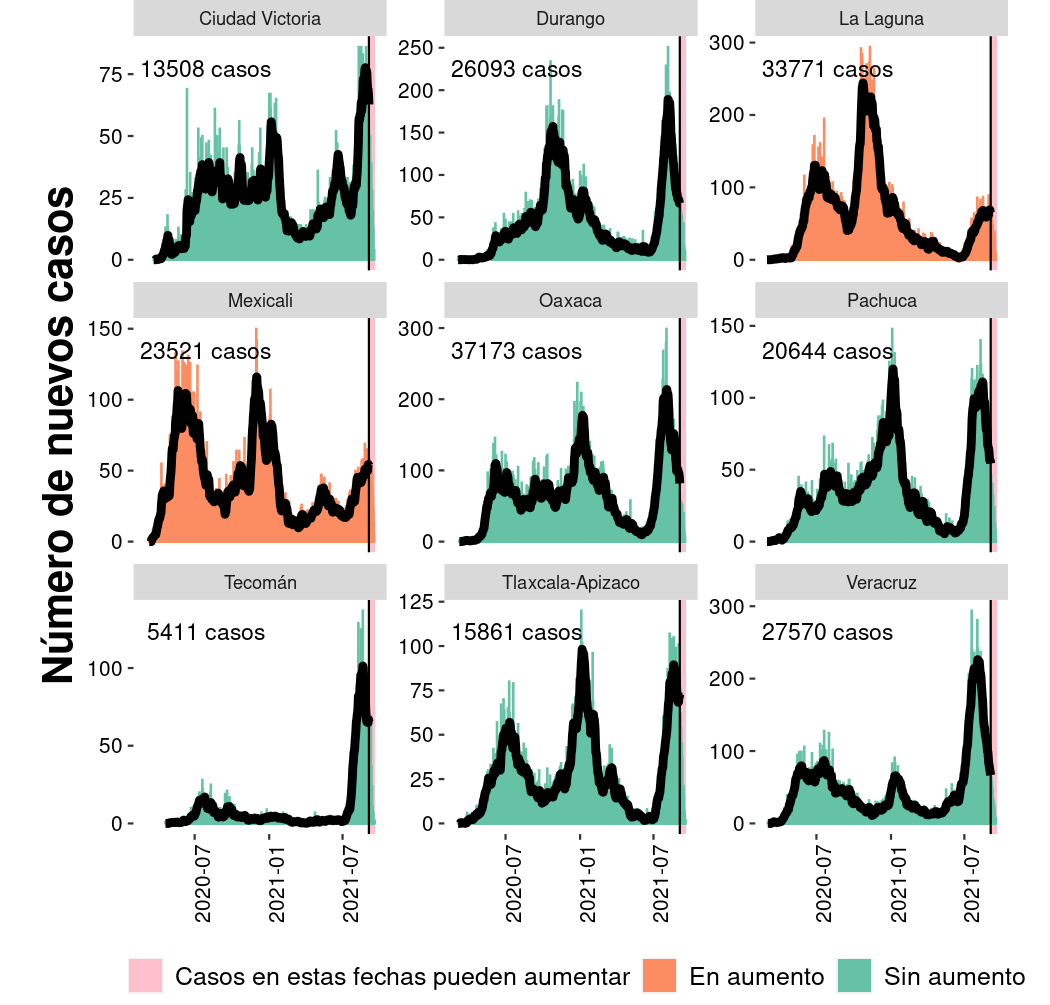 Ciudad Victoria
Durango
La Laguna
Número de nuevos casos
75
50
25
0
13508 casos
250
200
150
100
50
0
26093 casos
300
200
100
0
33771 casos
Mexicali
Oaxaca
Pachuca
150
100
50
0
23521 casos
300
200
100
0
37173 casos
150
100
50
0
20644 casos
Tecomán
Tlaxcala-Apizaco
Veracruz
100
50
0
5411 casos
125
100
75
50
25
0
15861 casos
300
200
100
0
27570 casos
2020-07
2021-01
2021-07
2020-07
2021-01
2021-07
2020-07
2021-01
2021-07
Casos en estas fechas pueden aumentar
En aumento
Sin aumento